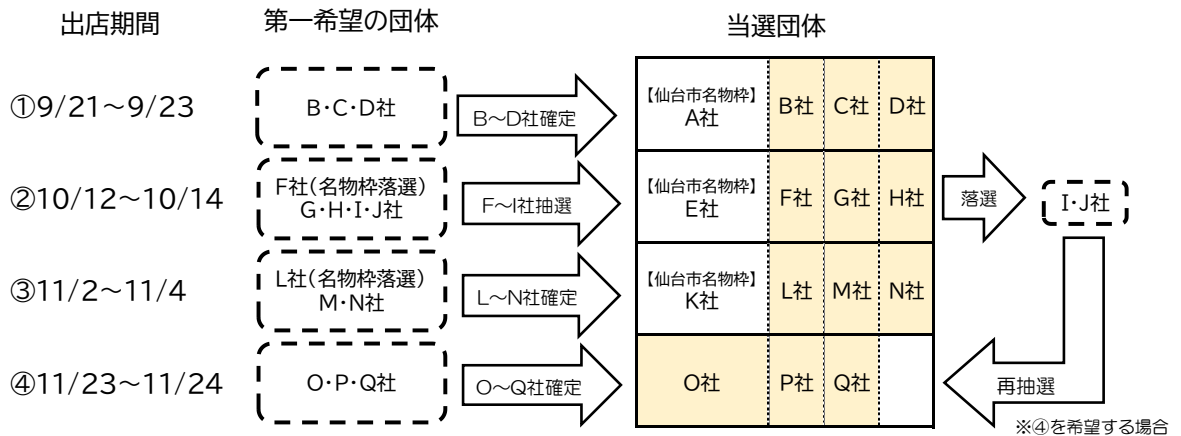 出店期間 第一希望の団体 当選団体
①9/21～9/23
B・C・D社
B～D社確定
【仙台市名物枠】
A社
B社 C社 D社
②10/12～10/14
F社(名物枠落選)
G・H・I・J社
F～I社抽選
【仙台市名物枠】
E社
F社 G社 H社
落選
I・J社
③11/2～11/4
L社(名物枠落選)
M・N社
L～N社確定
【仙台市名物枠】
K社
L社 M社 N社
④11/23～11/24
O・P・Q社
O～Q社確定
O社 P社 Q社
再抽選
※④を希望する場合